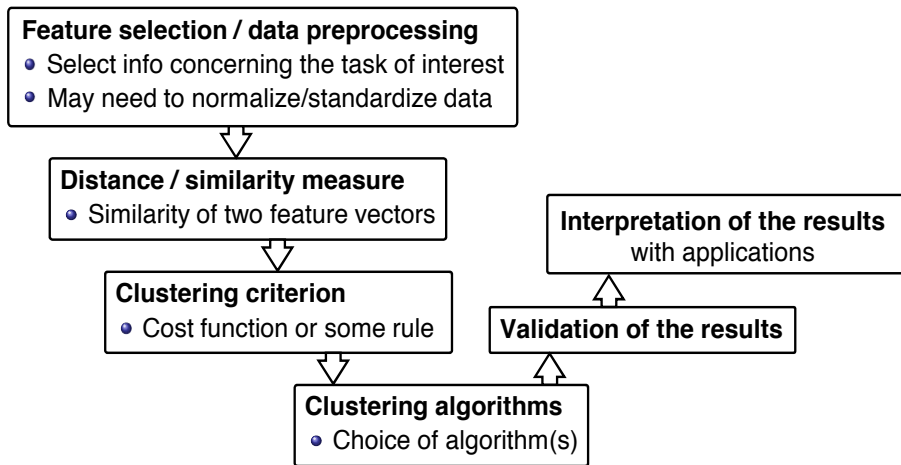 Feature selection / data preprocessing
Select info concerning the task of interest
May need to normalize/standardize data
Distance / similarity measure
Similarity of two feature vectors
Clustering criterion
Cost function or some rule
Clustering algorithms
Choice of algorithm(s)
Validation of the results
Interpretation of the results
with applications